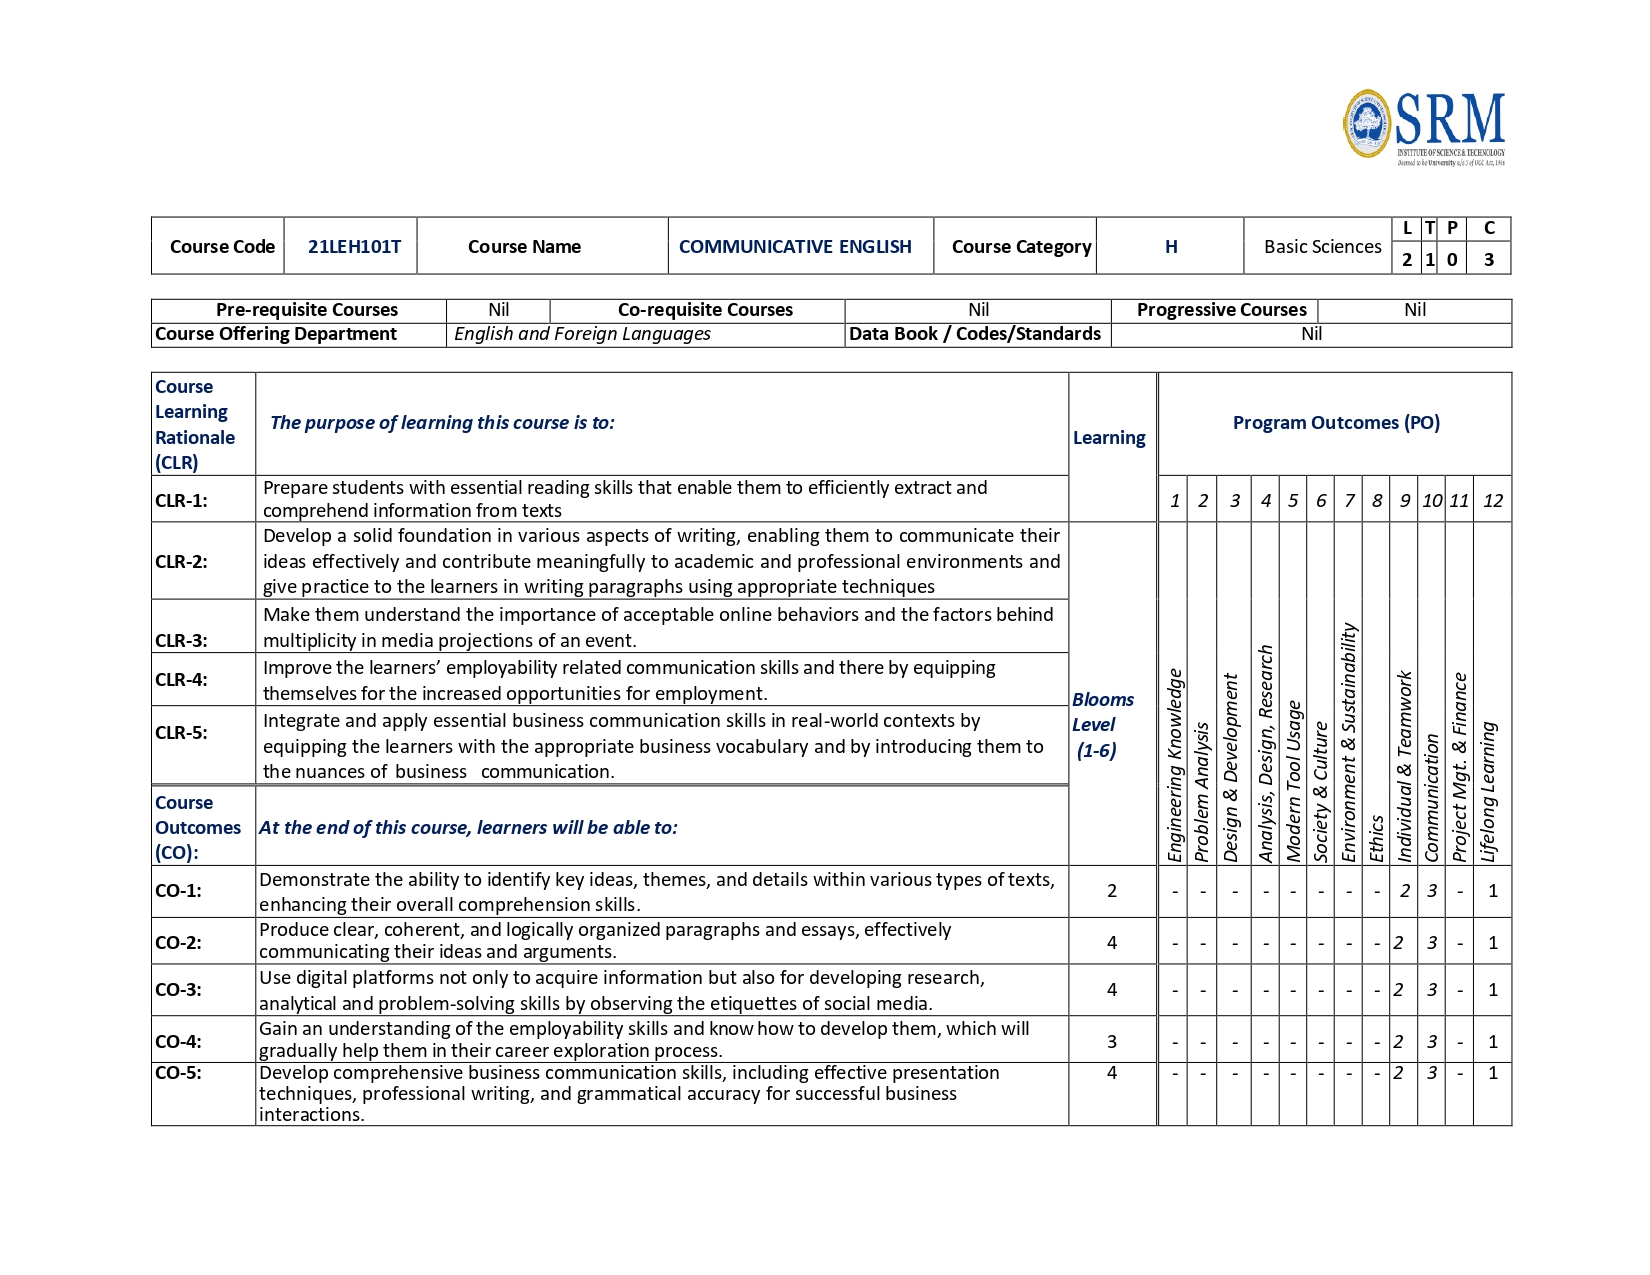 SRM
INSTITUTE OF SCIENCE & TECHNOLOGY
Deemed to be University u/s 3 of UGC Act, 1956
Course Code 21LEH101T Course Name COMMUNICATIVE ENGLISH Course Category H Basic Sciences L T P C
2 1 0 3
Pre-requisite Courses Nil Co-requisite Courses Nil Progressive Courses Nil
Course Offering Department English and Foreign Languages Data Book / Codes/Standards Nil
Course
Learning
Rationale
(CLR)
The purpose of learning this course is to:
Learning
Program Outcomes (PO)
CLR-1:
Prepare students with essential reading skills that enable them to efficiently extract and
comprehend information from texts
1 2 3 4 5 6 7 8 9 10 11 12
CLR-2:
Develop a solid foundation in various aspects of writing, enabling them to communicate their
ideas effectively and contribute meaningfully to academic and professional environments and
give practice to the learners in writing paragraphs using appropriate techniques
CLR-3:
Make them understand the importance of acceptable online behaviors and the factors behind
multiplicity in media projections of an event.
CLR-4:
Improve the learners’ employability related communication skills and there by equipping
themselves for the increased opportunities for employment.
CLR-5:
Integrate and apply essential business communication skills in real-world contexts by
equipping the learners with the appropriate business vocabulary and by introducing them to
the nuances of business communication.
Blooms
Level
(1-6)
Engineering Knowledge
Problem Analysis
Design & Development
Analysis, Design, Research
Modern Tool Usage
Society & Culture
Environment & Sustainability
Ethics
Individual & Teamwork
Communication
Project Mgt. & Finance
Lifelong Learning
Course
Outcomes
(CO):
At the end of this course, learners will be able to:
CO-1:
Demonstrate the ability to identify key ideas, themes, and details within various types of texts,
enhancing their overall comprehension skills.
2 - - - - - - - - 2 3 - 1
CO-2:
Produce clear, coherent, and logically organized paragraphs and essays, effectively
communicating their ideas and arguments.
4 - - - - - - - - 2 3 - 1
CO-3:
Use digital platforms not only to acquire information but also for developing research,
analytical and problem-solving skills by observing the etiquettes of social media.
4 - - - - - - - - 2 3 - 1
CO-4:
Gain an understanding of the employability skills and know how to develop them, which will
gradually help them in their career exploration process.
3 - - - - - - - - 2 3 - 1
CO-5:
Develop comprehensive business communication skills, including effective presentation
techniques, professional writing, and grammatical accuracy for successful business
interactions.
4 - - - - - - - - 2 3 - 1